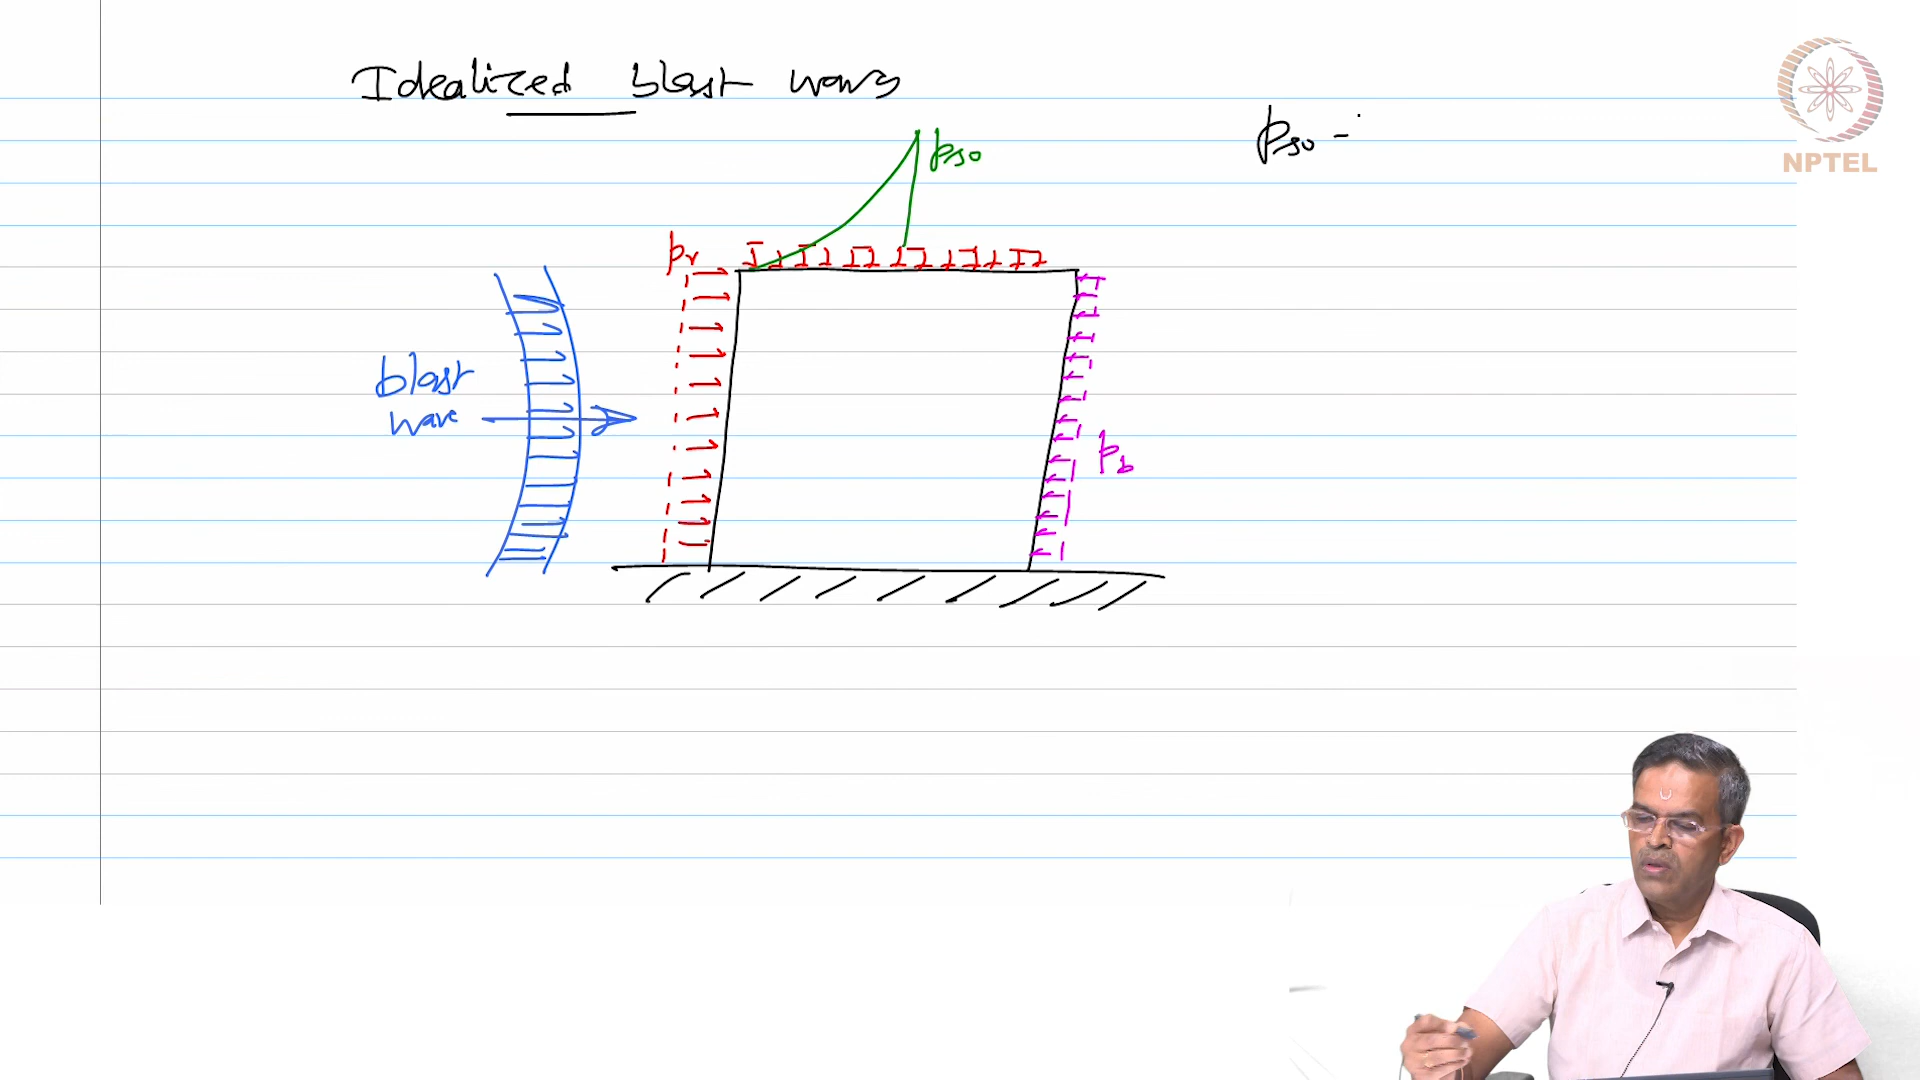 Idealized blast wave
pso -
NPTEL
pso
pr
blast
wave
pb